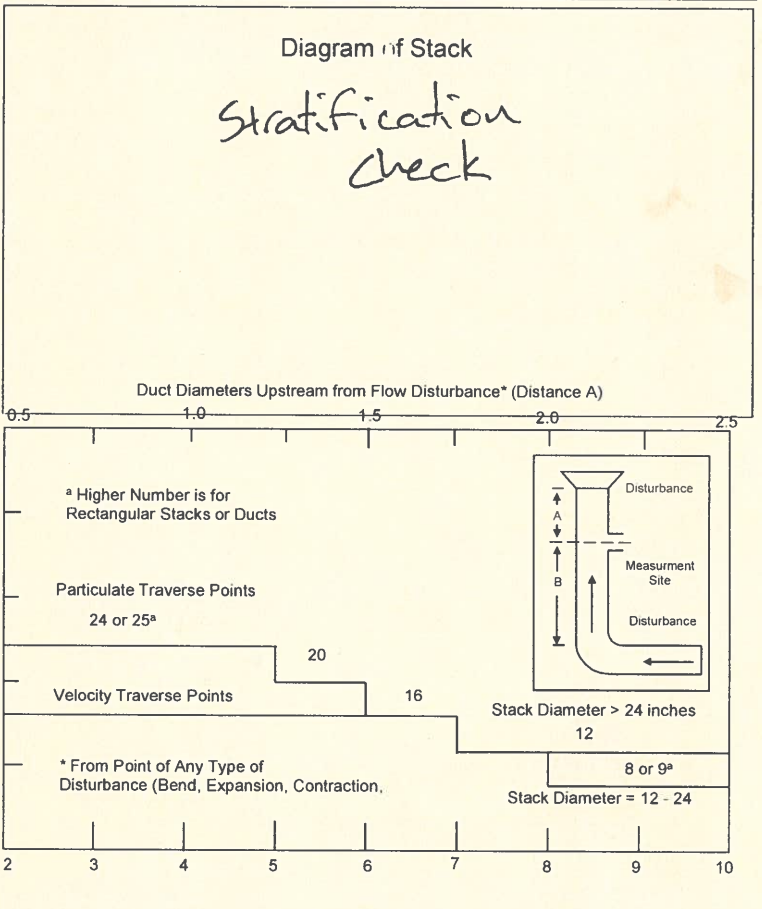 Diagram of Stack
Stratification
check
Duct Diameters Upstream from Flow Disturbance* (Distance A)
0.5 1.0 1.5 2.0 2.5
a Higher Number is for
Rectangular Stacks or Ducts
Disturbance
A
Measurment
Site
B
Disturbance
Particulate Traverse Points
24 or 25a
20
Velocity Traverse Points
16
Stack Diameter > 24 inches
12
* From Point of Any Type of
Disturbance (Bend, Expansion, Contraction,
8 or 9a
Stack Diameter = 12 - 24
2 3 4 5 6 7 8 9 10